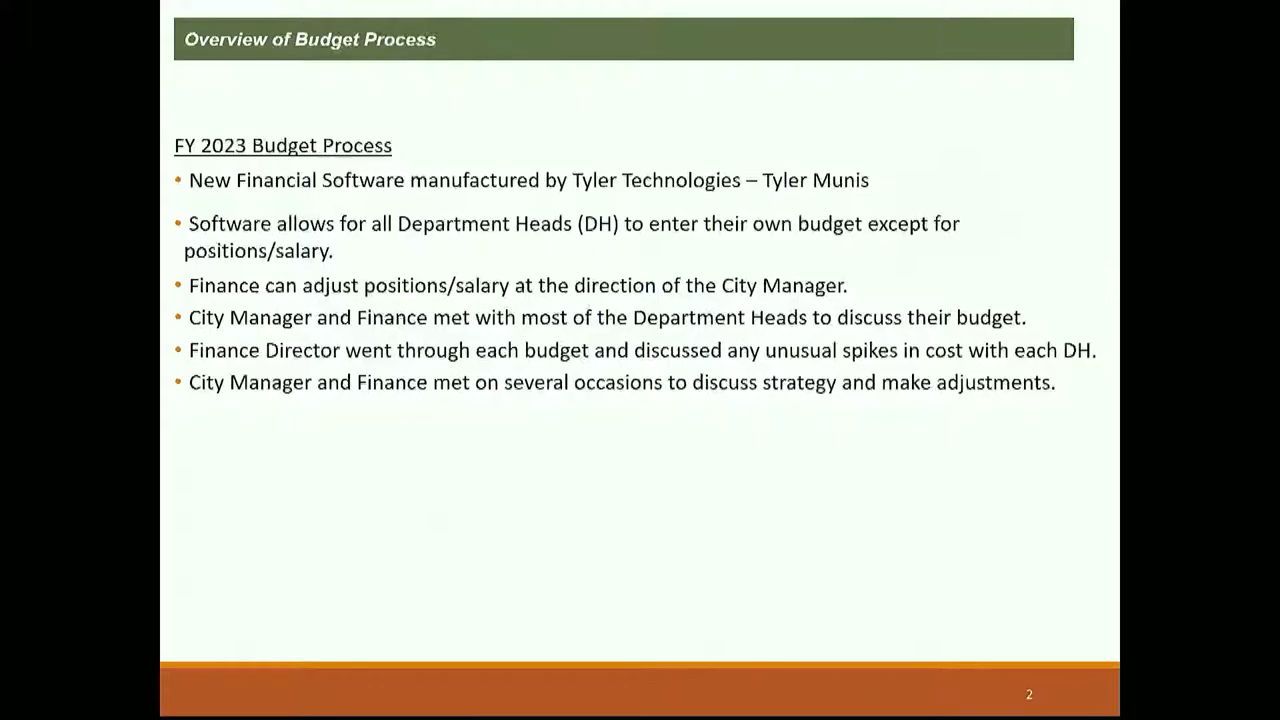 Overview of Budget Process
FY 2023 Budget Process
• New Financial Software manufactured by Tyler Technologies – Tyler Munis
• Software allows for all Department Heads (DH) to enter their own budget except for
positions/salary.
• Finance can adjust positions/salary at the direction of the City Manager.
• City Manager and Finance met with most of the Department Heads to discuss their budget.
• Finance Director went through each budget and discussed any unusual spikes in cost with each DH.
• City Manager and Finance met on several occasions to discuss strategy and make adjustments.
2